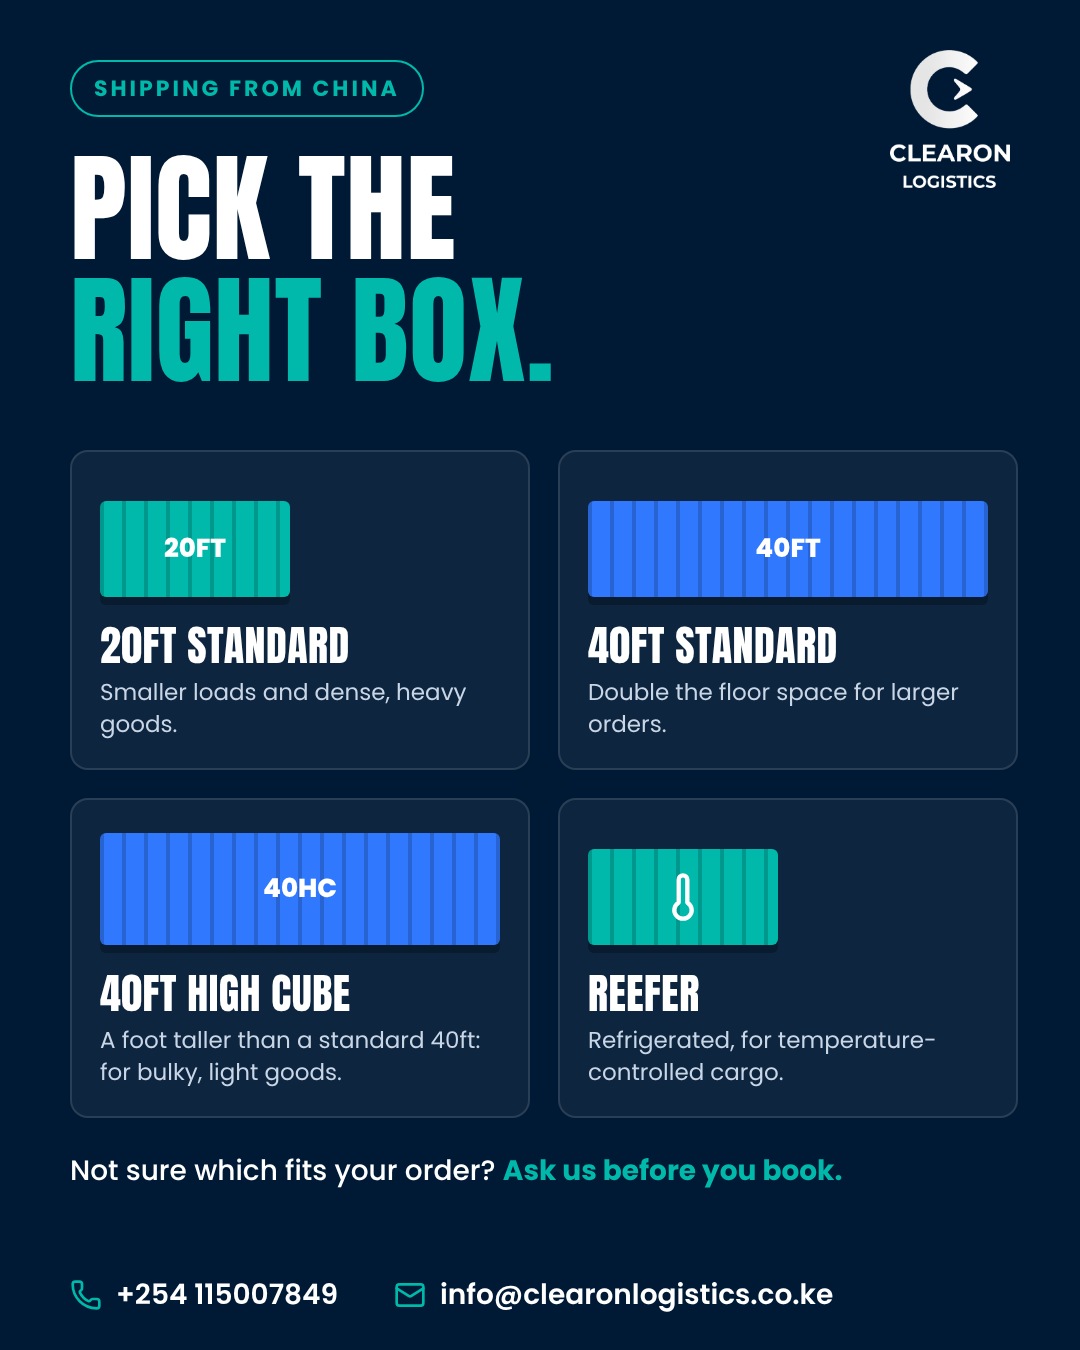 SHIPPING FROM CHINA
CLEARON
LOGISTICS
PICK THE
RIGHT BOX.
20FT
20FT STANDARD
Smaller loads and dense, heavy
goods.
40FT
40FT STANDARD
Double the floor space for larger
orders.
40HC
40FT HIGH CUBE
A foot taller than a standard 40ft:
for bulky, light goods.
REEFER
Refrigerated, for temperature-
controlled cargo.
Not sure which fits your order? Ask us before you book.
+254 115007849 info@clearonlogistics.co.ke